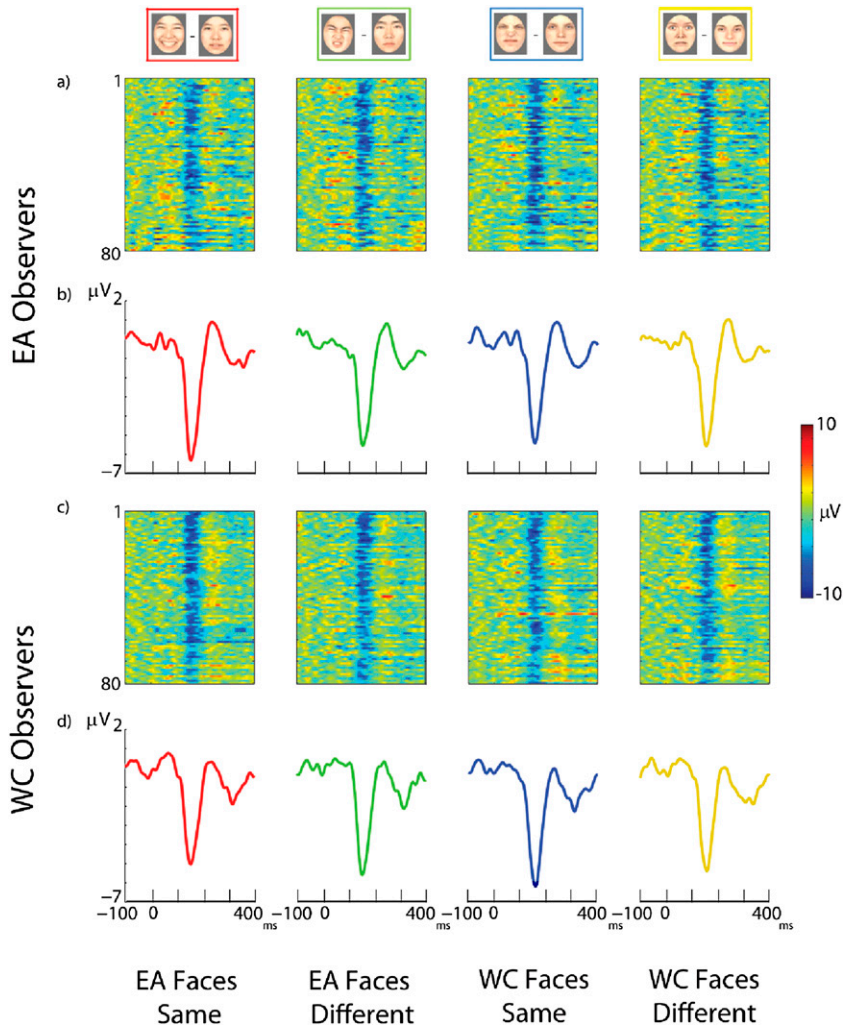 -
-
-
-
a)
1
80
EA Observers
b)
μV
2
−7
10
μV
-10
c)
1
80
WC Observers
d)
μV
2
−7
−100 0 400 ms
−100 0 400 ms
−100 0 400 ms
−100 0 400 ms
EA Faces
Same
EA Faces
Different
WC Faces
Same
WC Faces
Different